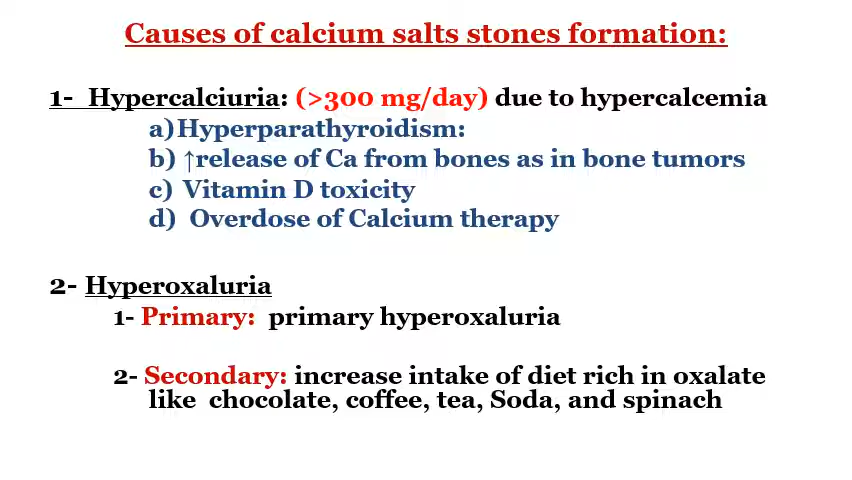 Causes of calcium salts stones formation:
1- Hypercalciuria: (>300 mg/day) due to hypercalcemia
a) Hyperparathyroidism:
b) ↑release of Ca from bones as in bone tumors
c) Vitamin D toxicity
d) Overdose of Calcium therapy
2- Hyperoxaluria
1- Primary: primary hyperoxaluria
2- Secondary: increase intake of diet rich in oxalate
like chocolate, coffee, tea, Soda, and spinach